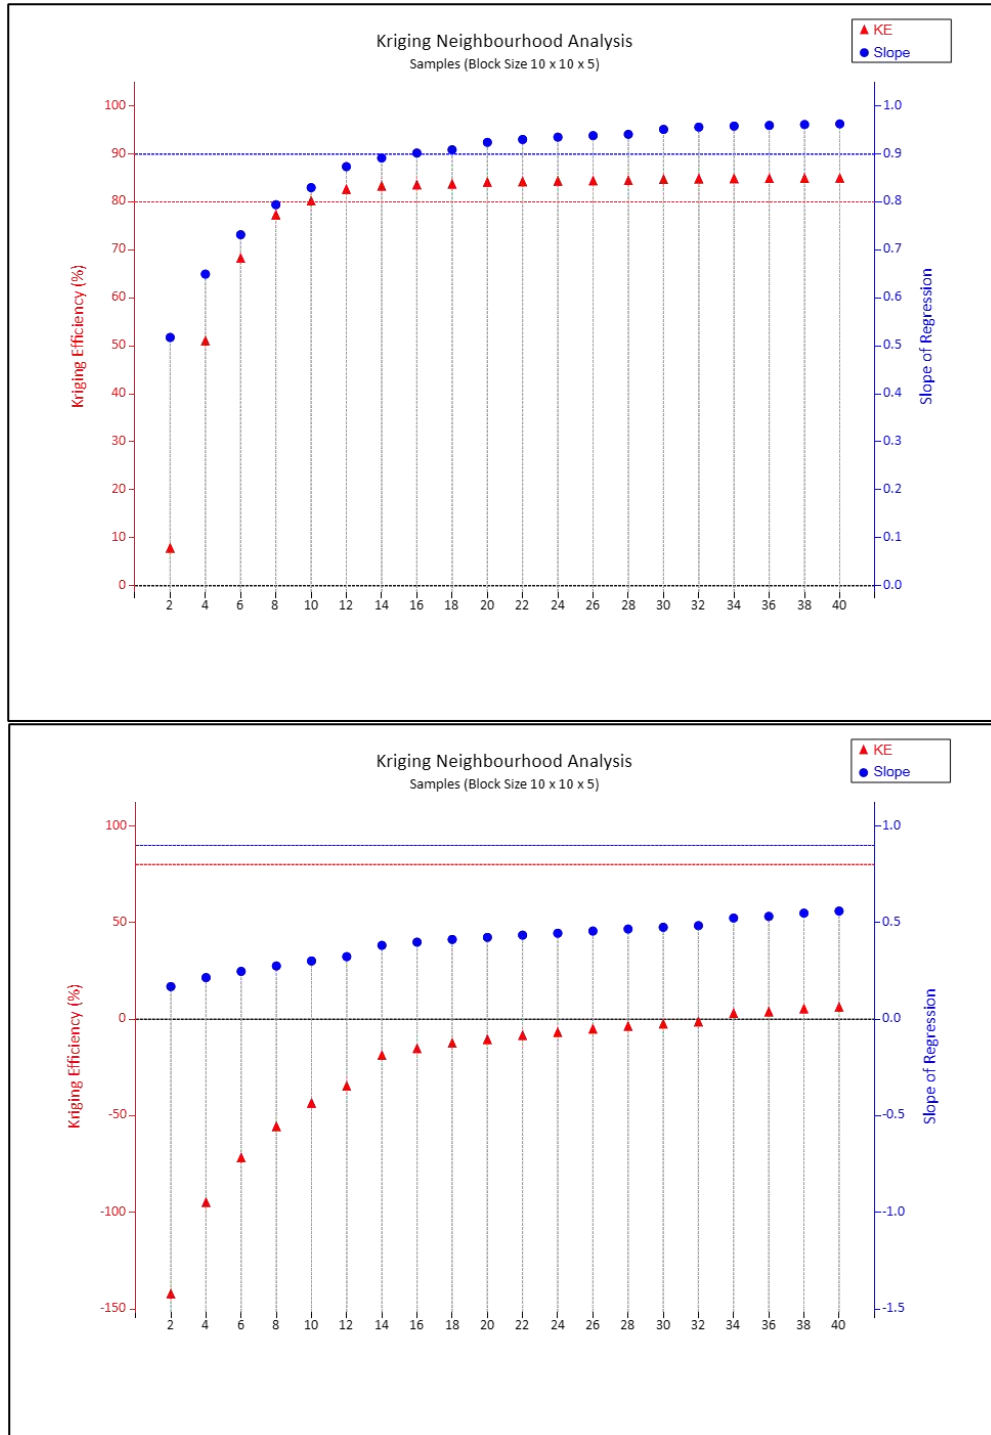 Kriging Neighbourhood Analysis
Samples (Block Size 10 x 10 x 5)
KE
Slope
Kriging Efficiency (%)
100
90
80
70
60
50
40
30
20
10
0
Slope of Regression
1.0
0.9
0.8
0.7
0.6
0.5
0.4
0.3
0.2
0.1
0.0
2 4 6 8 10 12 14 16 18 20 22 24 26 28 30 32 34 36 38 40
Kriging Neighbourhood Analysis
Samples (Block Size 10 x 10 x 5)
KE
Slope
Kriging Efficiency (%)
100
50
0
-50
-100
-150
Slope of Regression
1.0
0.5
0.0
-0.5
-1.0
-1.5
2 4 6 8 10 12 14 16 18 20 22 24 26 28 30 32 34 36 38 40